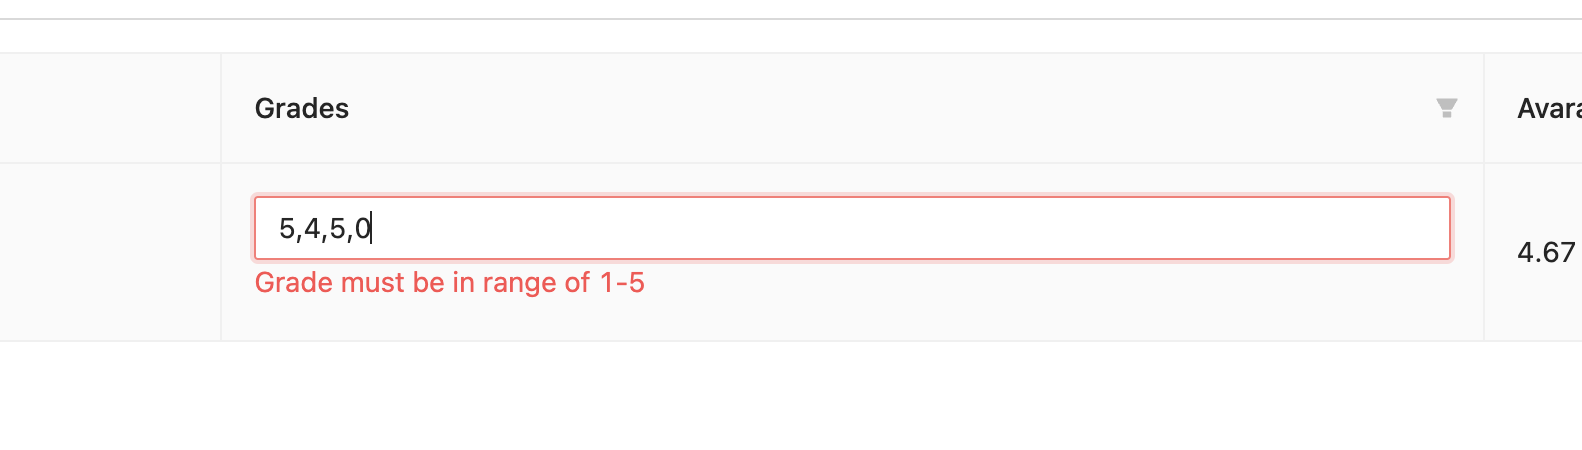 Grades
Avara
5,4,5,0
Grade must be in range of 1-5
4.67